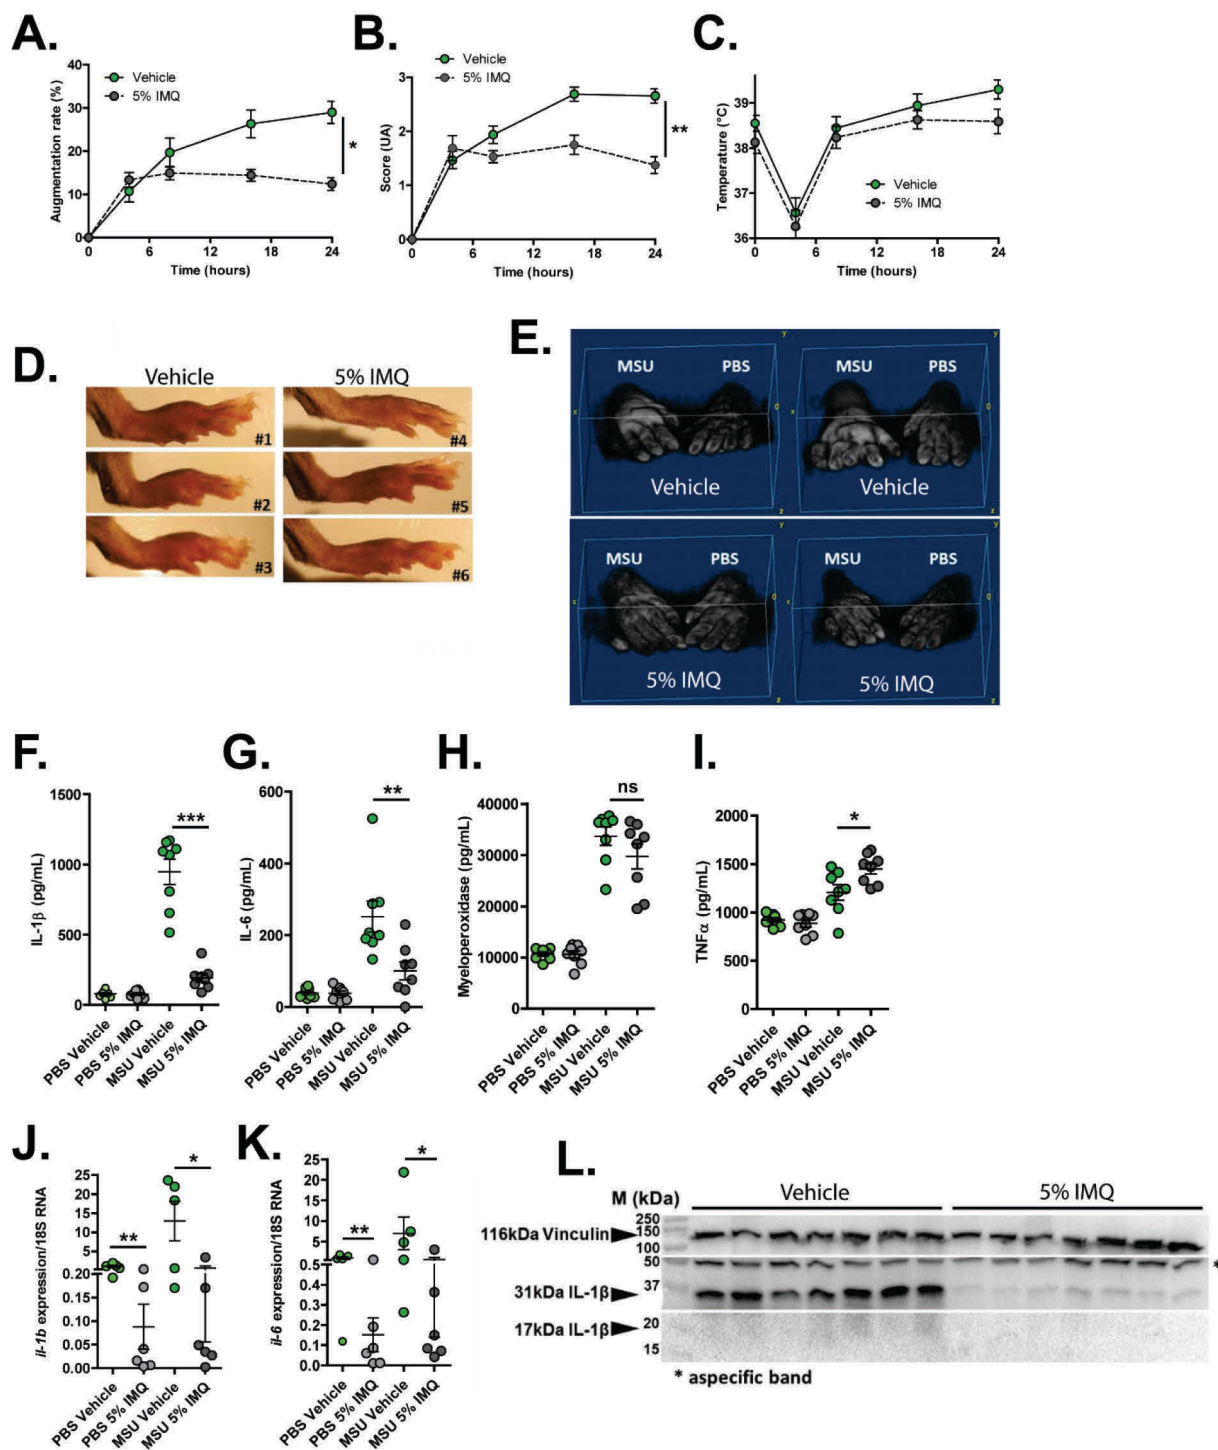 A.
B.
C.
Vehicle
5% IMQ
Augmentation rate (%)
40
30
20
10
0
0 6 12 18 24
Time (hours)
*
Vehicle
5% IMQ
Score (UA)
3
2
1
0
0 6 12 18 24
Time (hours)
**
Temperature (°C)
39
38
37
36
Vehicle
5% IMQ
0 6 12 18 24
Time (hours)
D.
Vehicle 5% IMQ
#1 #4
#2 #5
#3 #6
E.
MSU PBS
Vehicle
MSU PBS
Vehicle
MSU PBS
5% IMQ
MSU PBS
5% IMQ
x y z 0
F.
IL-1β (pg/mL)
1500
1000
500
0
***
PBS Vehicle
PBS 5% IMQ
MSU Vehicle
MSU 5% IMQ
G.
IL-6 (pg/mL)
600
400
200
0
**
PBS Vehicle
PBS 5% IMQ
MSU Vehicle
MSU 5% IMQ
H.
Myeloperoxidase (pg/mL)
40000
30000
20000
10000
0
ns
PBS Vehicle
PBS 5% IMQ
MSU Vehicle
MSU 5% IMQ
I.
TNFα (pg/mL)
2000
1500
1000
500
0
*
PBS Vehicle
PBS 5% IMQ
MSU Vehicle
MSU 5% IMQ
J.
il-1b expression/18S RNA
25
20
15
10
5
0.20
0.15
0.10
0.05
0.00
**
*
PBS Vehicle
PBS 5% IMQ
MSU Vehicle
MSU 5% IMQ
K.
il-6 expression/18S RNA
25
20
15
10
5
0.5
0.4
0.3
0.2
0.1
0.0
**
*
PBS Vehicle
PBS 5% IMQ
MSU Vehicle
MSU 5% IMQ
L.
Vehicle 5% IMQ
M (kDa)
250
116kDa Vinculin 150
100
50 *
37
31kDa IL-1β
17kDa IL-1β 20
15
* aspecific band